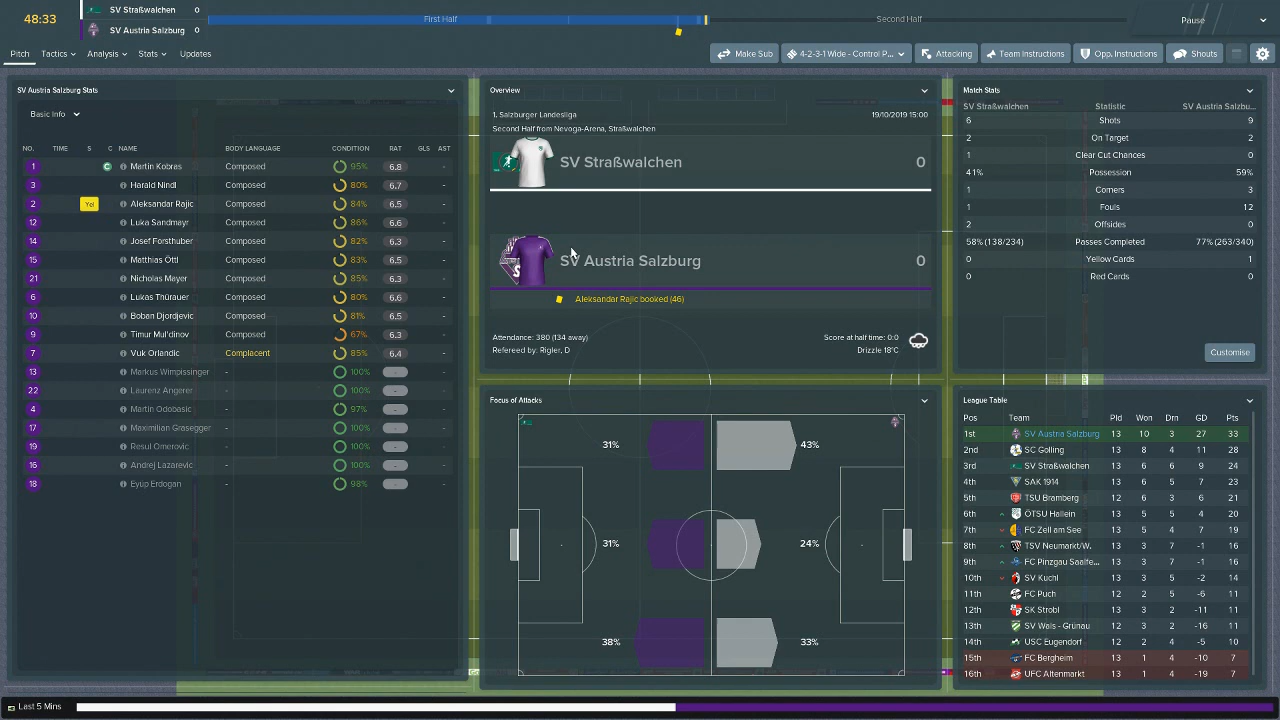 48:33
SV Straßwalchen 0
SV Austria Salzburg 0
First Half
Second Half
Pause
Pitch
Tactics
Analysis
Stats
Updates
Make Sub
4-2-3-1 Wide - Control P...
Attacking
Team Instructions
Opp. Instructions
Shouts
SV Austria Salzburg Stats
Basic Info
NO. TIME S C NAME BODY LANGUAGE CONDITION RAT GLS AST
1 C Martin Kobras Composed 95% 6.8 - -
3 Harald Nindl Composed 80% 6.7 - -
2 Yel Aleksandar Rajic Composed 84% 6.5 - -
12 Luka Sandmayr Composed 86% 6.6 - -
14 Josef Forsthuber Composed 82% 6.3 - -
15 Matthias Öttl Composed 83% 6.5 - -
21 Nicholas Mayer Composed 85% 6.3 - -
6 Lukas Thürauer Composed 80% 6.6 - -
10 Boban Djordjevic Composed 81% 6.5 - -
9 Timur Mul'dinov Composed 67% 6.3 - -
7 Vuk Orlandic Complacent 85% 6.4 - -
13 Markus Wimpissinger - 100% - - -
22 Laurenz Angerer - 100% - - -
4 Martin Odobasic - 97% - - -
17 Maximilian Grasegger - 100% - - -
19 Resul Omerovic - 100% - - -
16 Andrej Lazarevic - 100% - - -
18 Eyüp Erdogan - 98% - - -
Overview
1. Salzburger Landesliga 19/10/2019 15:00
Second Half from Nevoga-Arena, Straßwalchen
SV Straßwalchen 0
SV Austria Salzburg 0
Aleksandar Rajic booked (46)
Attendance: 380 (134 away) Score at half time: 0:0
Refereed by: Rigler, D Drizzle 18°C
Focus of Attacks
31% 43%
31% 24%
38% 33%
Match Stats
SV Straßwalchen Statistic SV Austria Salzbu...
6 Shots 9
2 On Target 2
1 Clear Cut Chances 0
41% Possession 59%
1 Corners 3
1 Fouls 12
2 Offsides 0
58% (138/234) Passes Completed 77% (263/340)
0 Yellow Cards 1
0 Red Cards 0
Customise
League Table
Pos Team Pld Won Drn GD Pts
1st SV Austria Salzburg 13 10 3 27 33
2nd SC Golling 13 8 4 11 28
3rd SV Straßwalchen 13 6 6 9 24
4th SAK 1914 13 6 5 7 23
5th TSU Bramberg 12 6 3 6 21
6th ÖTSU Hallein 13 5 5 4 20
7th FC Zell am See 13 5 4 7 19
8th TSV Neumarkt/W. 13 3 7 -1 16
9th FC Pinzgau Saalfe... 13 3 7 -1 16
10th SV Kuchl 13 3 5 -2 14
11th FC Puch 12 2 5 -6 11
12th SK Strobl 13 3 2 -11 11
13th SV Wals - Grünau 12 3 2 -16 11
14th USC Eugendorf 12 2 4 -5 10
15th FC Bergheim 13 1 4 -10 7
16th UFC Altenmarkt 13 1 4 -19 7
Last 5 Mins